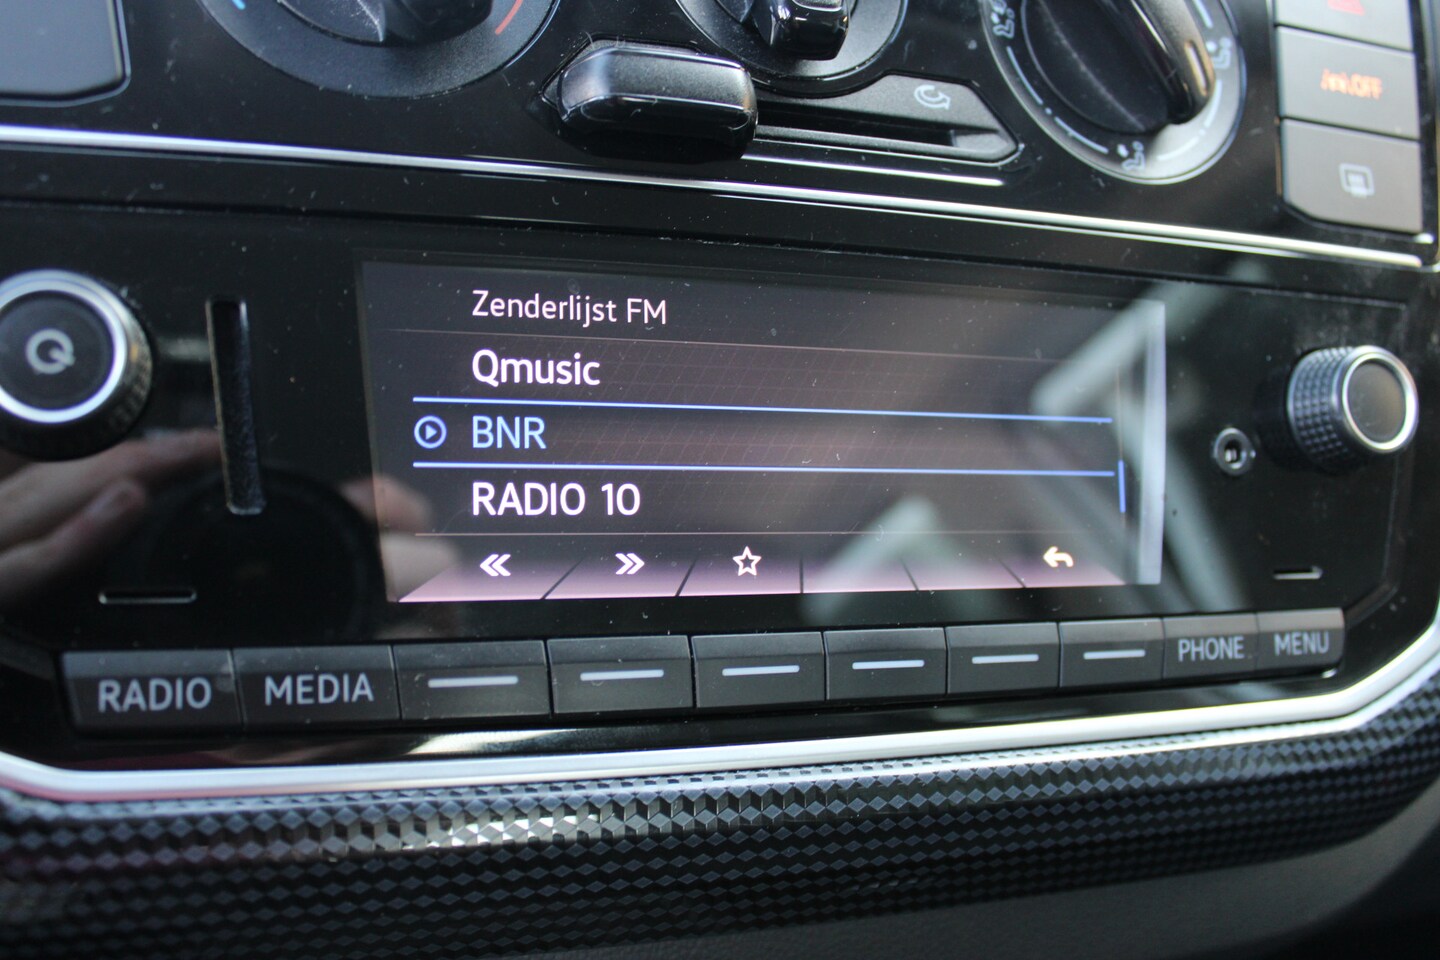 Zenderlijst FM
Qmusic
BNR
RADIO 10
RADIO
MEDIA
PHONE
MENU